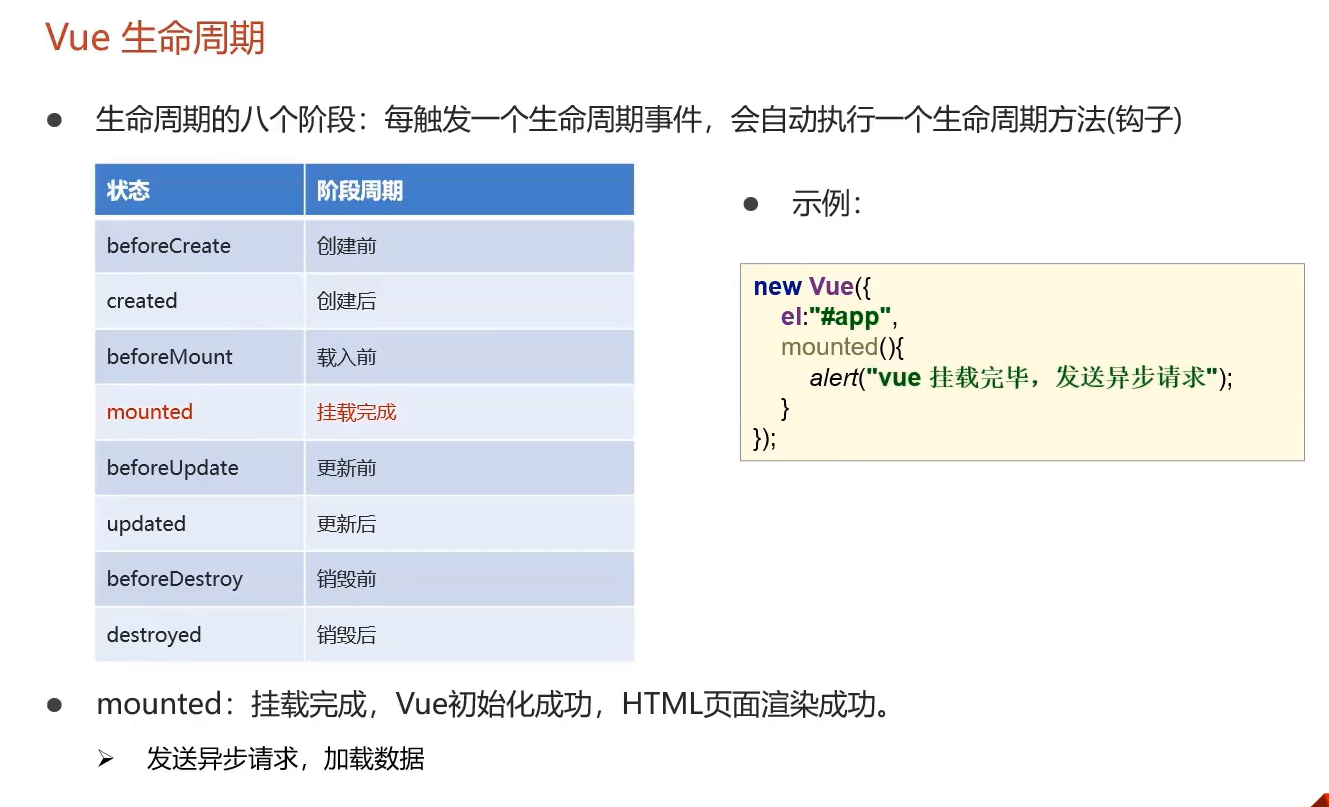 Vue 生命周期
● 生命周期的八个阶段：每触发一个生命周期事件，会自动执行一个生命周期方法(钩子)
状态 阶段周期
beforeCreate 创建前
created 创建后
beforeMount 载入前
mounted 挂载完成
beforeUpdate 更新前
updated 更新后
beforeDestroy 销毁前
destroyed 销毁后
● 示例：
new Vue({
el:"#app",
mounted(){
alert("vue 挂载完毕，发送异步请求");
}
});
● mounted：挂载完成，Vue初始化成功，HTML页面渲染成功。
➢ 发送异步请求，加载数据